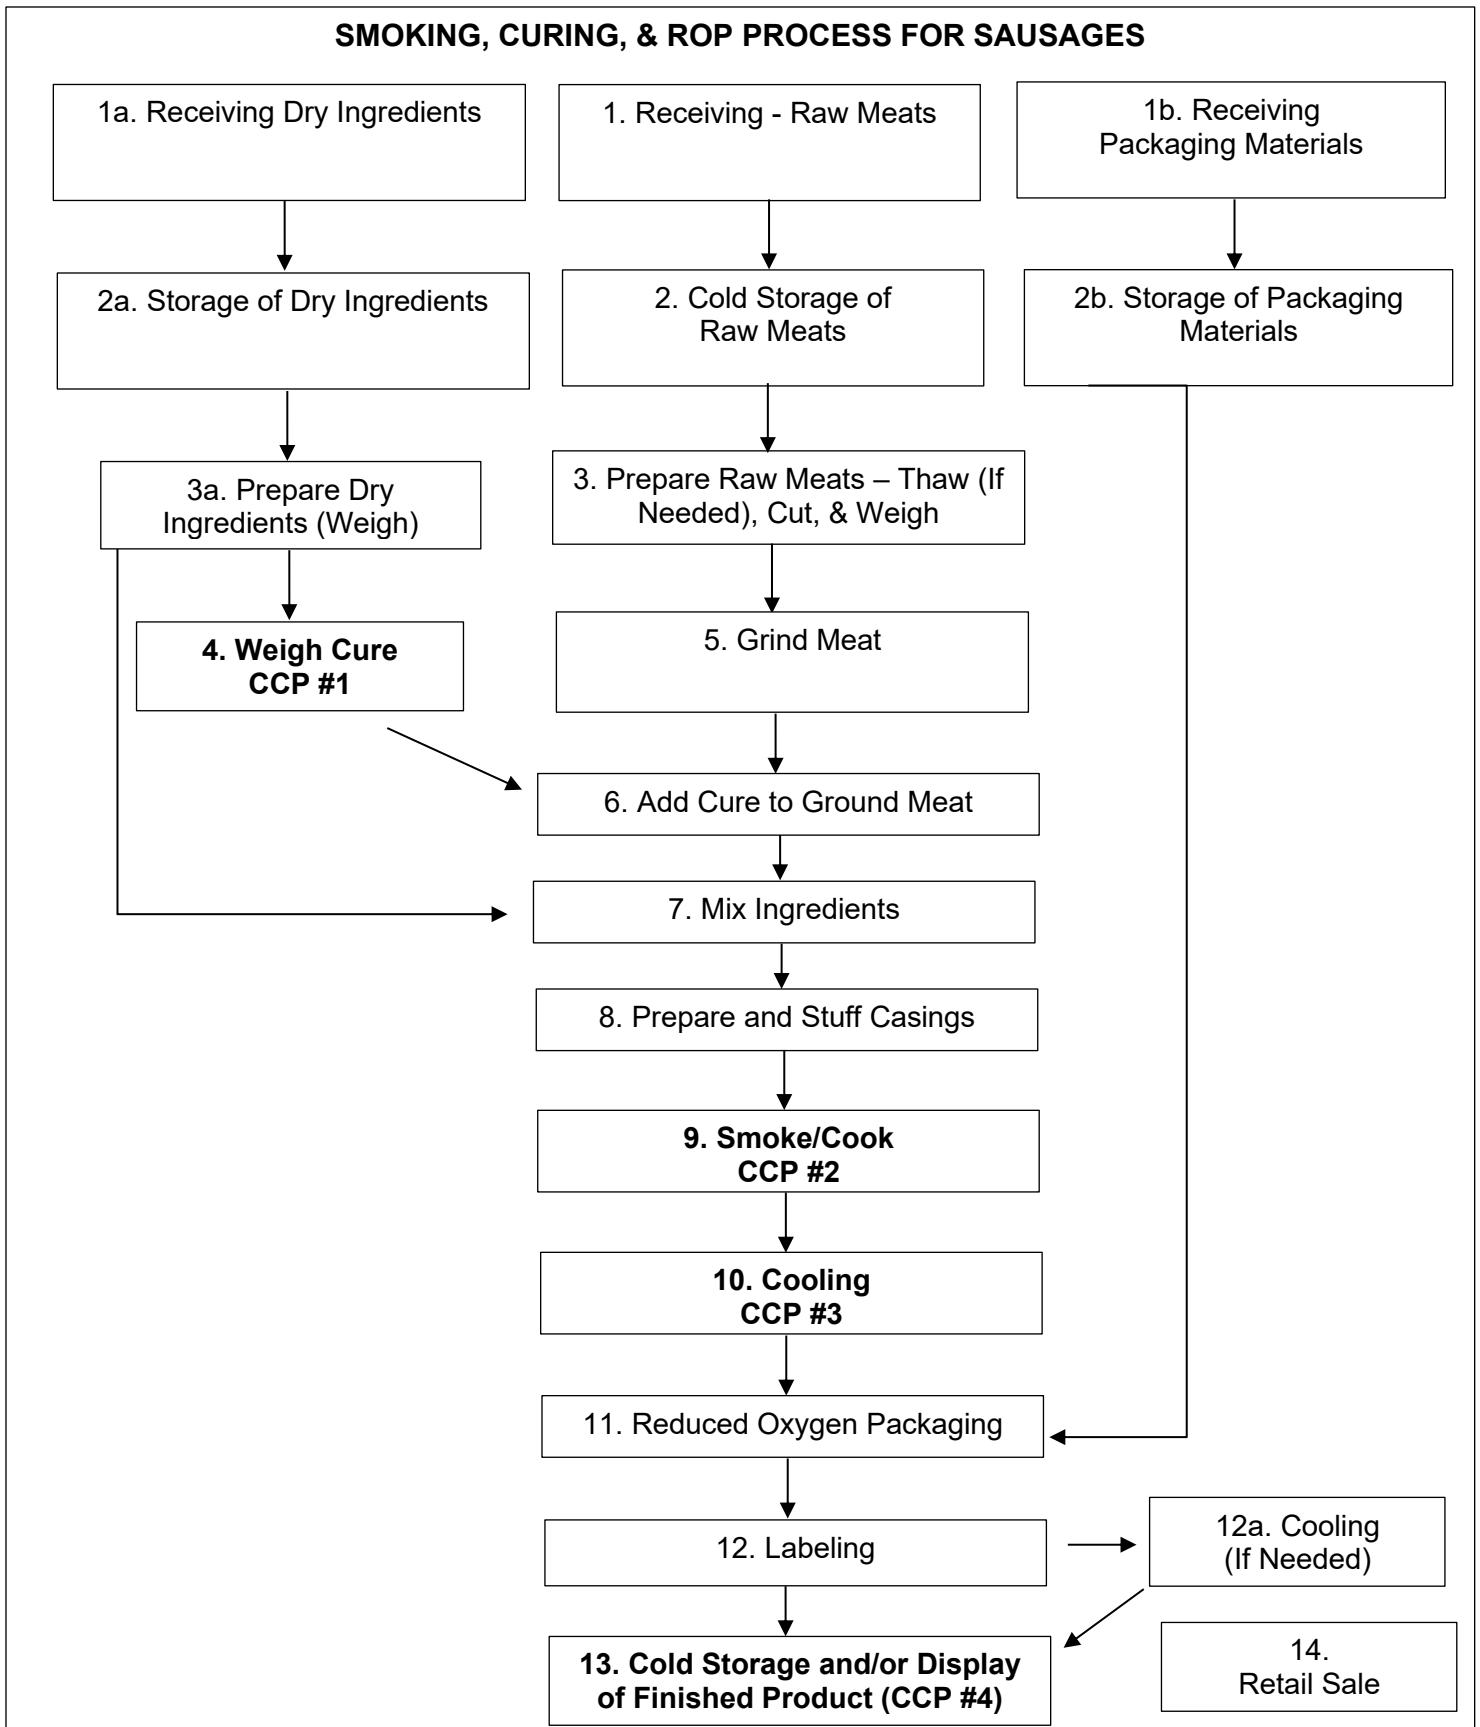 SMOKING, CURING, & ROP PROCESS FOR SAUSAGES
1a. Receiving Dry Ingredients
1. Receiving - Raw Meats
1b. Receiving
Packaging Materials
2a. Storage of Dry Ingredients
2. Cold Storage of
Raw Meats
2b. Storage of Packaging
Materials
3a. Prepare Dry
Ingredients (Weigh)
3. Prepare Raw Meats – Thaw (If
Needed), Cut, & Weigh
4. Weigh Cure
CCP #1
5. Grind Meat
6. Add Cure to Ground Meat
7. Mix Ingredients
8. Prepare and Stuff Casings
9. Smoke/Cook
CCP #2
10. Cooling
CCP #3
11. Reduced Oxygen Packaging
12. Labeling
12a. Cooling
(If Needed)
13. Cold Storage and/or Display
of Finished Product (CCP #4)
14.
Retail Sale